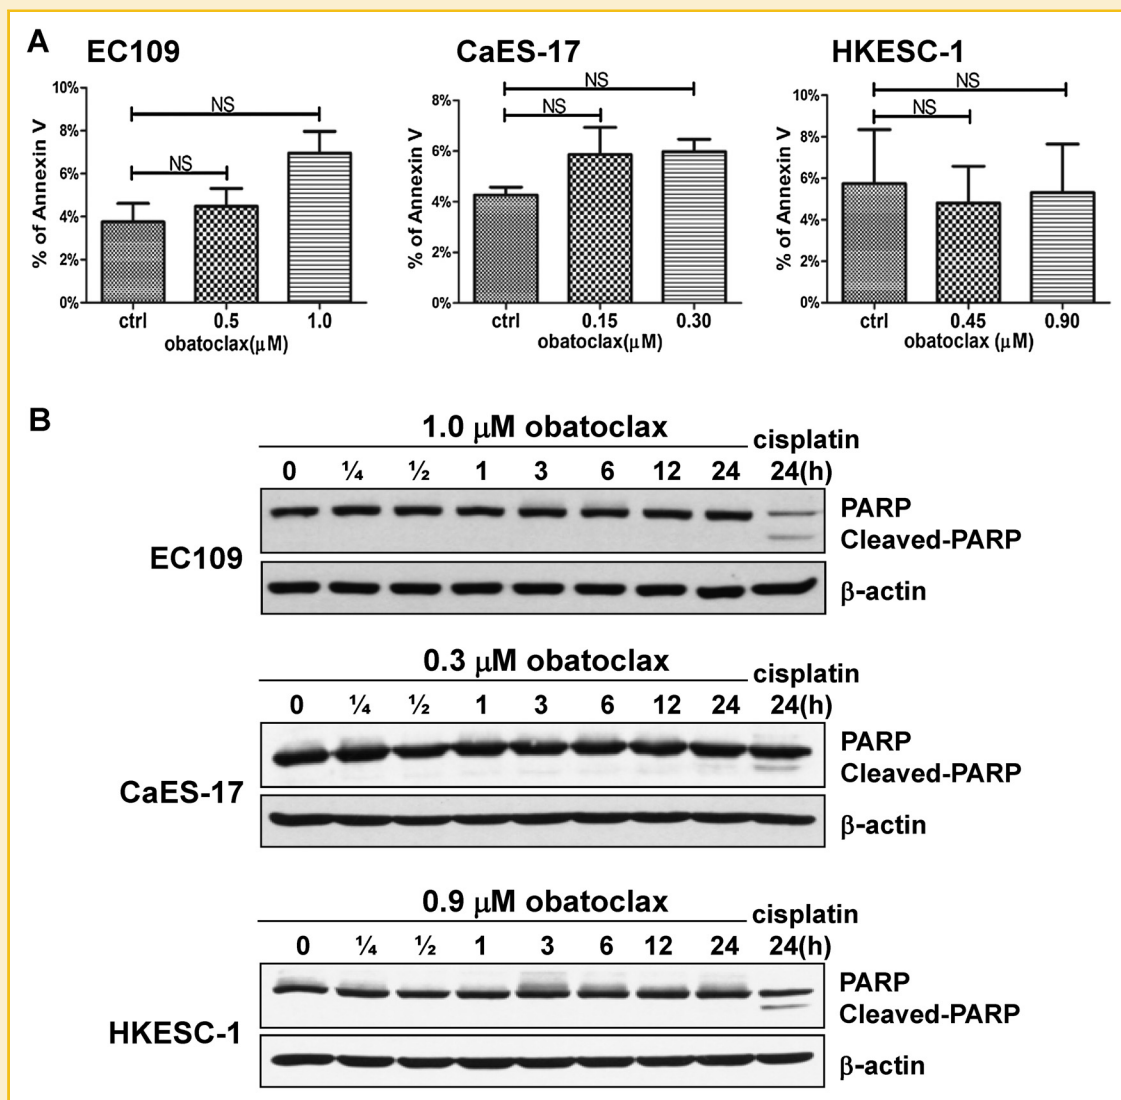 A
EC109 CaES-17 HKESC-1
% of Annexin V
10%
8%
6%
4%
2%
0%
NS
NS
ctrl 0.5 1.0
obatoclax(µM)
% of Annexin V
8%
6%
4%
2%
0%
NS
NS
ctrl 0.15 0.30
obatoclax(µM)
% of Annexin V
10%
8%
6%
4%
2%
0%
NS
NS
ctrl 0.45 0.90
obatoclax (µM)
B
1.0 µM obatoclax cisplatin
0 ¼ ½ 1 3 6 12 24 24(h)
PARP
Cleaved-PARP
EC109
β-actin
0.3 µM obatoclax cisplatin
0 ¼ ½ 1 3 6 12 24 24(h)
PARP
Cleaved-PARP
CaES-17
β-actin
0.9 µM obatoclax cisplatin
0 ¼ ½ 1 3 6 12 24 24(h)
PARP
Cleaved-PARP
HKESC-1
β-actin